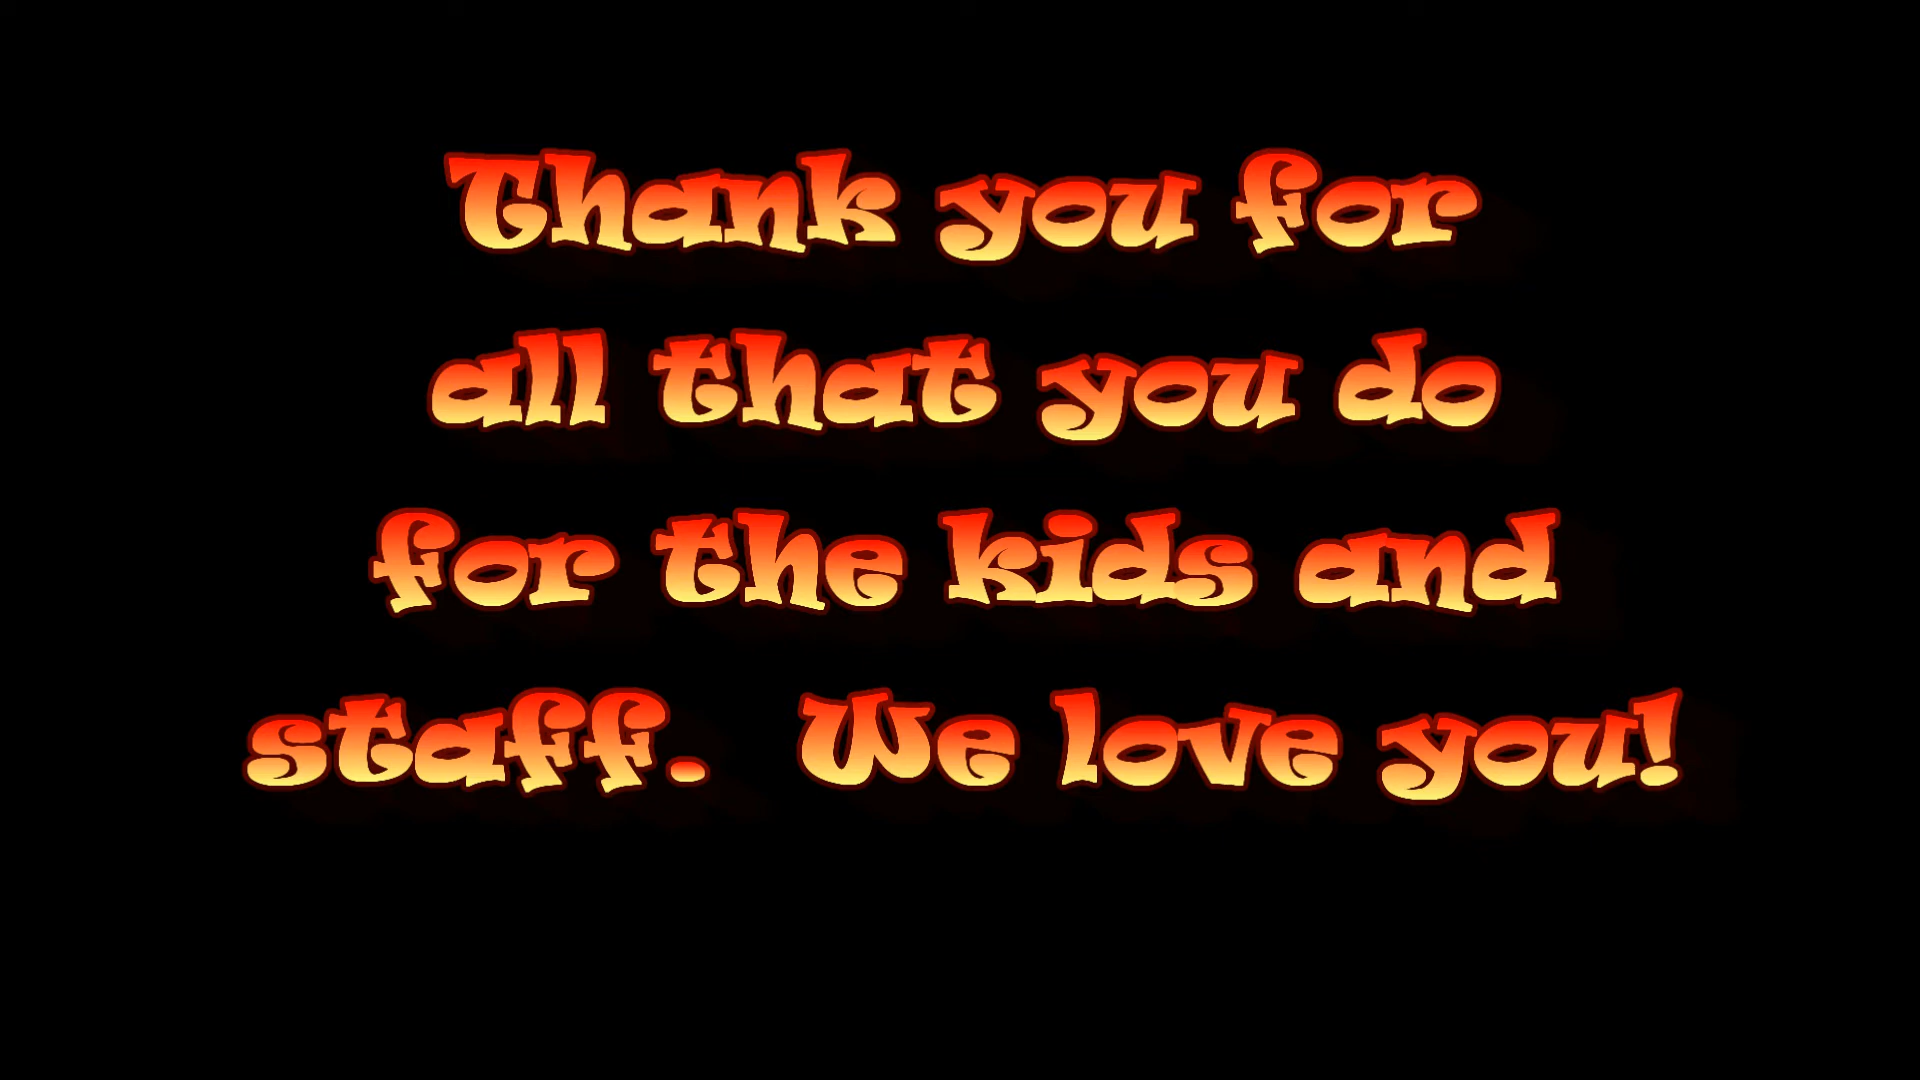 Thank you for
all that you do
for the kids and
staff.  We love you!